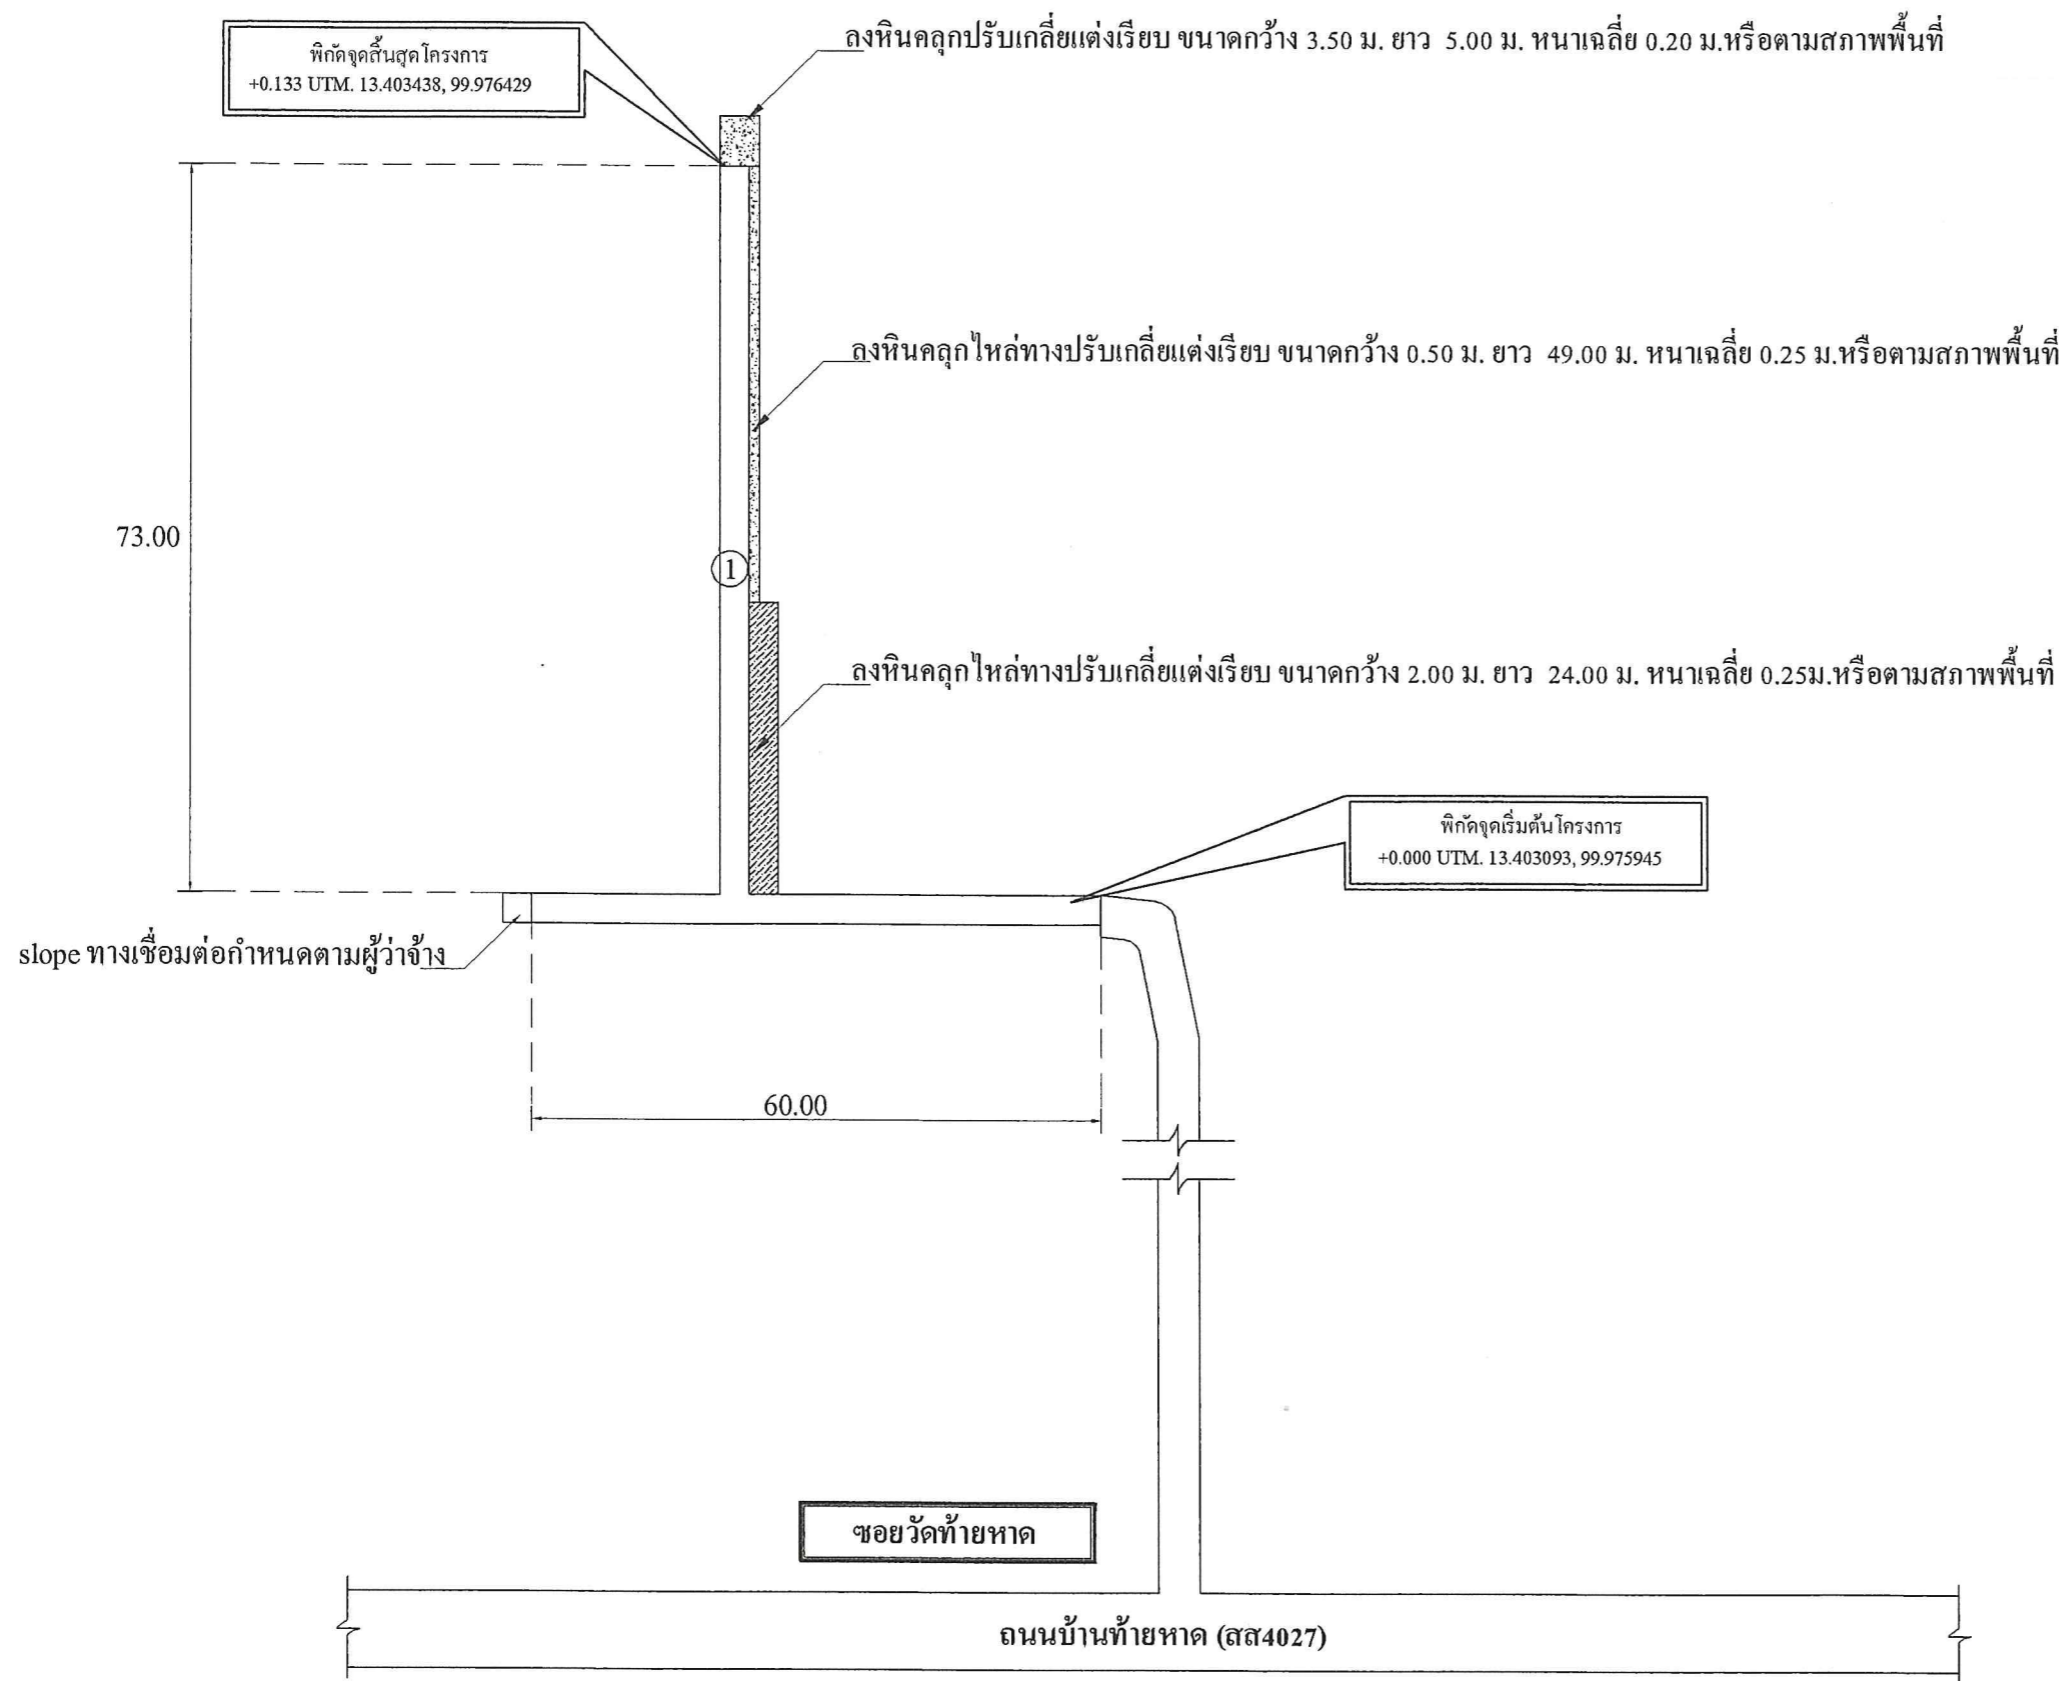 ลงหินคลุกปรับเกลี่ยแต่งเรียบ ขนาดกว้าง 3.50 ม. ยาว 5.00 ม. หนาเฉลี่ย 0.20 ม.หรือตามสภาพพื้นที่
พิกัดจุดสิ้นสุดโครงการ
+0.133 UTM. 13.403438, 99.976429
ลงหินคลุกไหล่ทางปรับเกลี่ยแต่งเรียบ ขนาดกว้าง 0.50 ม. ยาว 49.00 ม. หนาเฉลี่ย 0.25 ม.หรือตามสภาพพื้นที่
73.00
1
ลงหินคลุกไหล่ทางปรับเกลี่ยแต่งเรียบ ขนาดกว้าง 2.00 ม. ยาว 24.00 ม. หนาเฉลี่ย 0.25ม.หรือตามสภาพพื้นที่
พิกัดจุดเริ่มต้นโครงการ
+0.000 UTM. 13.403093, 99.975945
slope ทางเชื่อมต่อกำหนดตามผู้ว่าจ้าง
60.00
ซอยวัดท้ายหาด
ถนนบ้านท้ายหาด (สส4027)